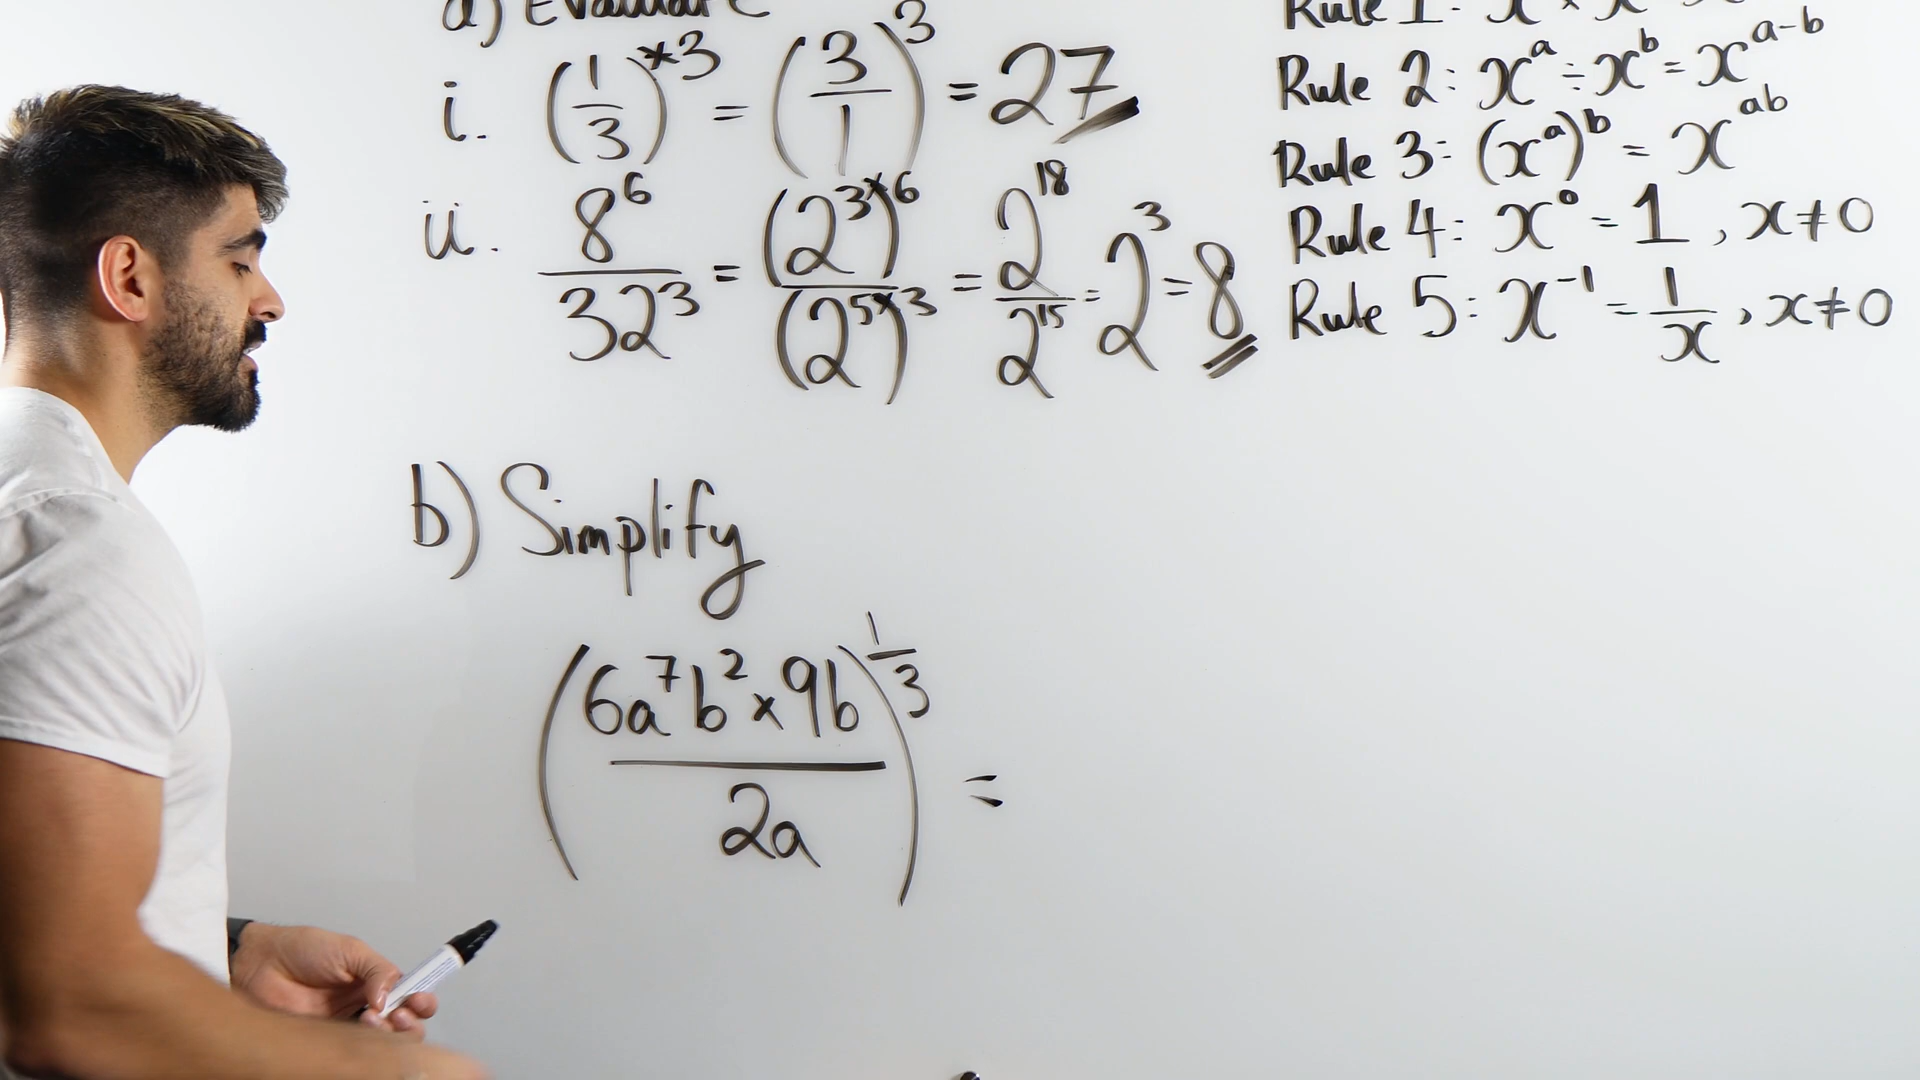 a) Evaluate
i. (1/3)^*3 = (3/1)^3 = 27
ii. 8^6/32^3 = (2^3×)^6/(2^5×)^3 = 2^18/2^15 = 2^3 = 8
b) Simplify
(6a^7b^2 × 9b/2a)^1/3 =
Rule 1: x × x
Rule 2: x^a ÷ x^b = x^a-b
Rule 3: (x^a)^b = x^ab
Rule 4: x^0 = 1, x ≠ 0
Rule 5: x^-1 = 1/x, x ≠ 0